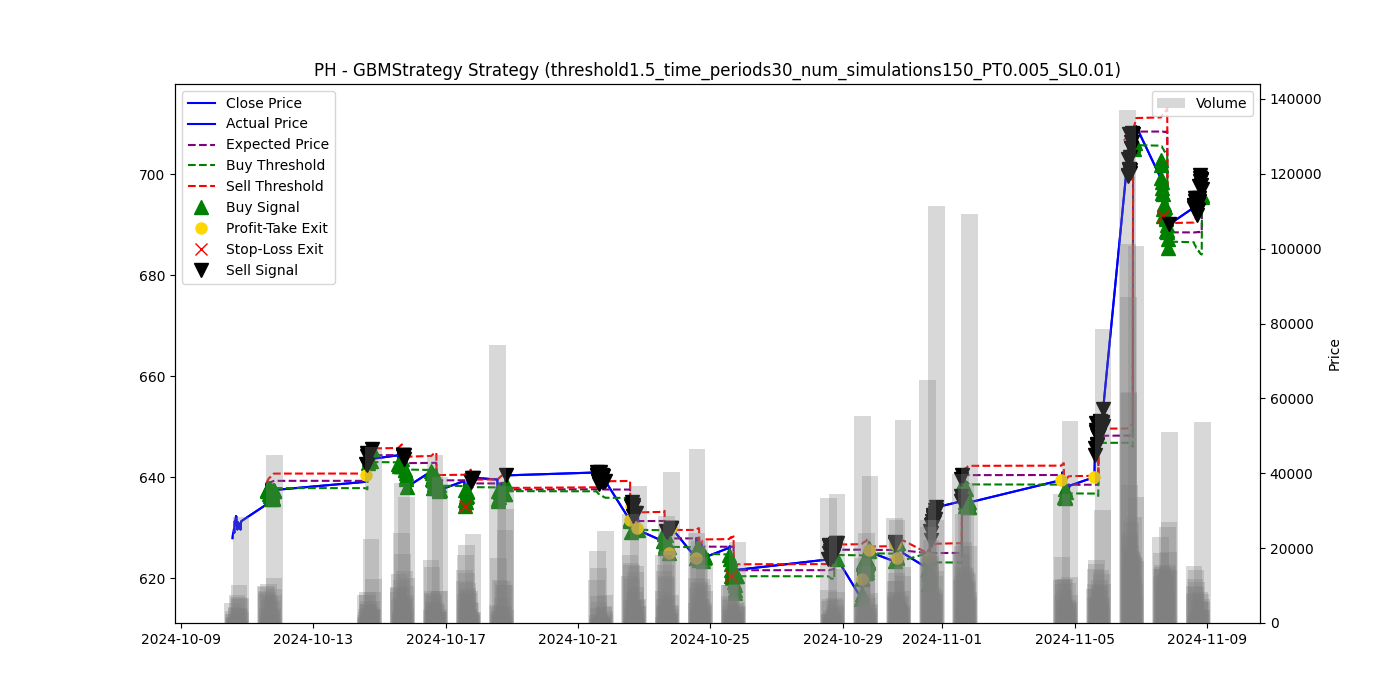 PH - GBMStrategy Strategy (threshold1.5_time_periods30_num_simulations150_PT0.005_SL0.01)
Close Price
Actual Price
Expected Price
Buy Threshold
Sell Threshold
Buy Signal
Profit-Take Exit
Stop-Loss Exit
Sell Signal
Volume
700
680
660
640
620
140000
120000
100000
80000
60000
40000
20000
0
Price
2024-10-09
2024-10-13
2024-10-17
2024-10-21
2024-10-25
2024-10-29
2024-11-01
2024-11-05
2024-11-09